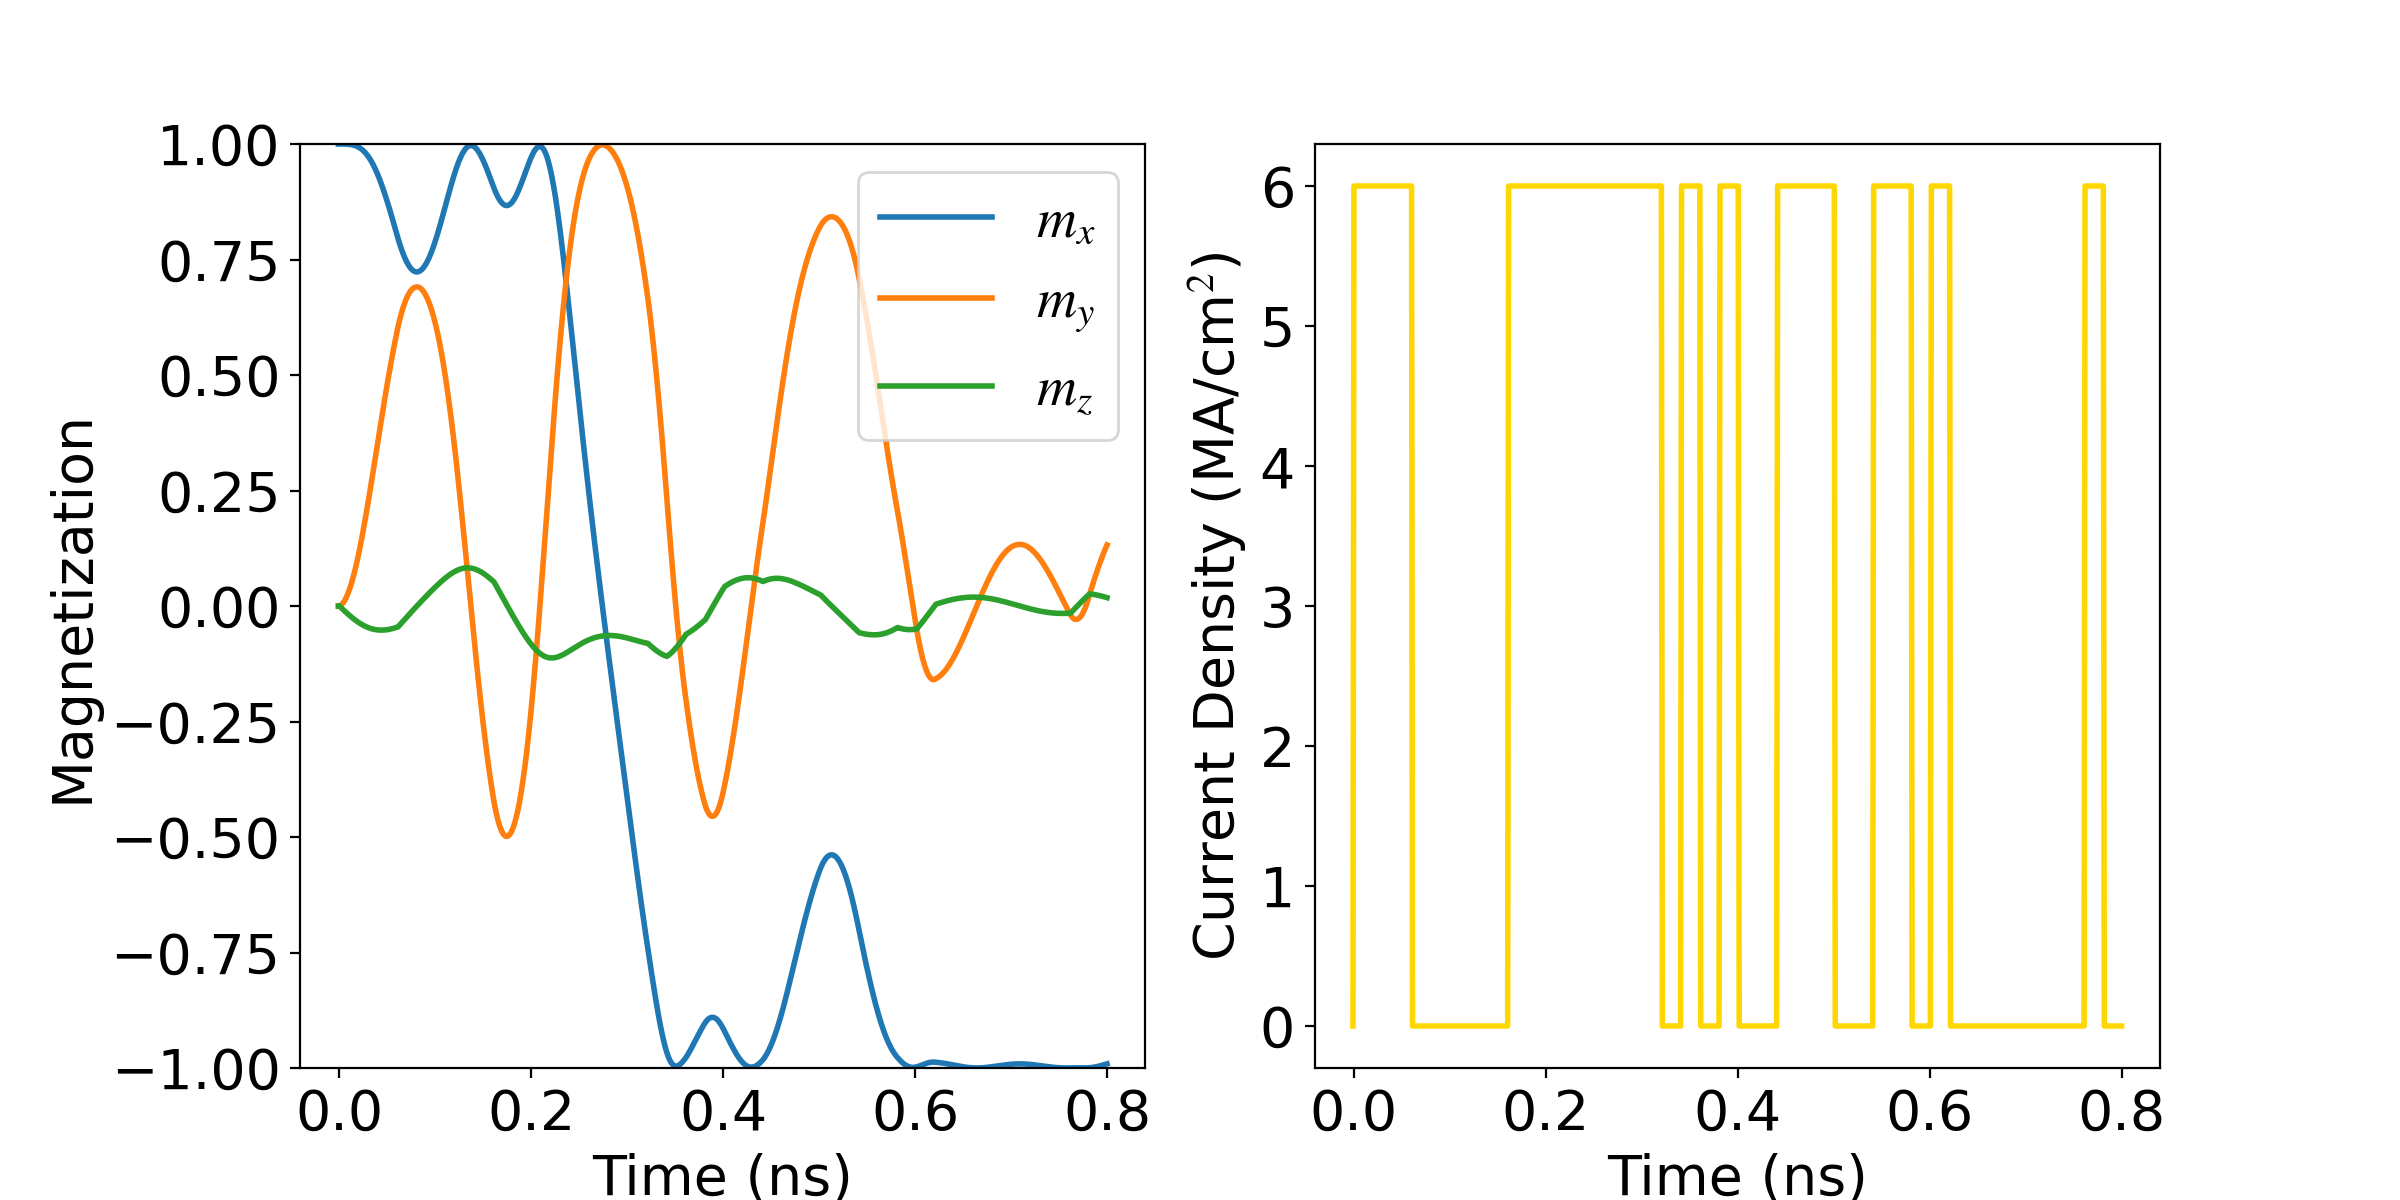 1.00
0.75
0.50
0.25
0.00
−0.25
−0.50
−0.75
−1.00
Magnetization
0.0 0.2 0.4 0.6 0.8
Time (ns)
m_x
m_y
m_z
6
5
4
3
2
1
0
Current Density (MA/cm²)
0.0 0.2 0.4 0.6 0.8
Time (ns)